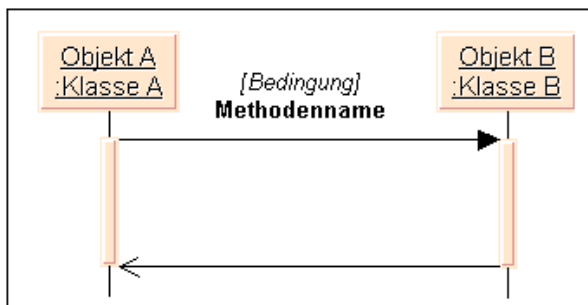 Objekt A
:Klasse A
[Bedingung]
Methodenname
Objekt B
:Klasse B